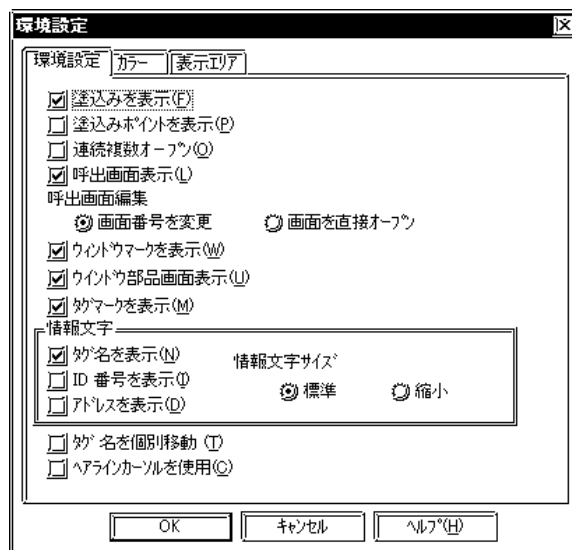 環境設定
環境設定 ｶﾗｰ 表示ｴﾘｱ
塗込みを表示(F)
塗込みﾎﾟｲﾝﾄを表示(P)
連続複数ｵｰﾌﾟﾝ(O)
呼出画面表示(L)
呼出画面編集
画面番号を変更 画面を直接ｵｰﾌﾟﾝ
ｳｨﾝﾄﾞｳﾏｰｸを表示(W)
ｳｲﾝﾄﾞｳ部品画面表示(U)
ﾀｸﾞﾏｰｸを表示(M)
情報文字
ﾀｸﾞ名を表示(N) 情報文字ｻｲｽﾞ
ID 番号を表示(I) 標準 縮小
ｱﾄﾞﾚｽを表示(D)
ﾀｸﾞ 名を個別移動 (T)
ﾍｱﾗｲﾝｶｰｿﾙを使用(C)
OK ｷｬﾝｾﾙ ﾍﾙﾌﾟ(H)